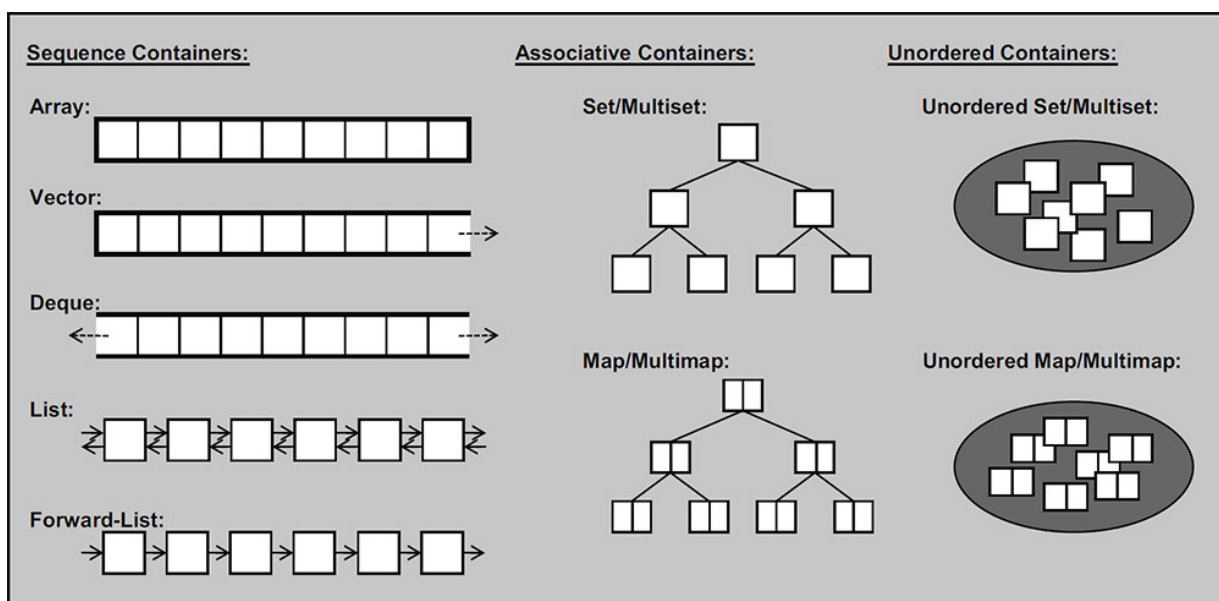 Sequence Containers:
Array:
Vector:
Deque:
List:
Forward-List:
Associative Containers:
Set/Multiset:
Map/Multimap:
Unordered Containers:
Unordered Set/Multiset:
Unordered Map/Multimap: